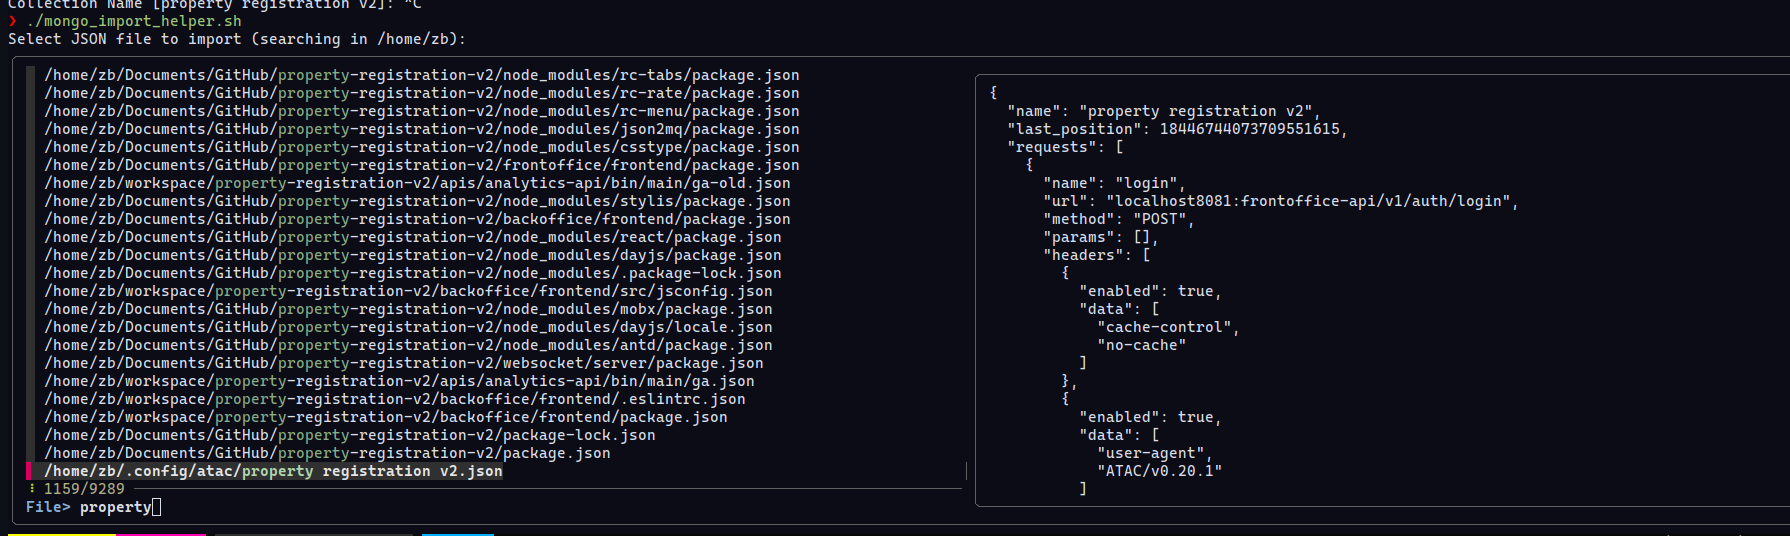 Collection Name [property registration v2]: ^C
❯ ./mongo_import_helper.sh
Select JSON file to import (searching in /home/zb):
/home/zb/Documents/GitHub/property-registration-v2/node_modules/rc-tabs/package.json
/home/zb/Documents/GitHub/property-registration-v2/node_modules/rc-rate/package.json
/home/zb/Documents/GitHub/property-registration-v2/node_modules/rc-menu/package.json
/home/zb/Documents/GitHub/property-registration-v2/node_modules/json2mq/package.json
/home/zb/Documents/GitHub/property-registration-v2/node_modules/csstype/package.json
/home/zb/Documents/GitHub/property-registration-v2/frontoffice/frontend/package.json
/home/zb/workspace/property-registration-v2/apis/analytics-api/bin/main/ga-old.json
/home/zb/Documents/GitHub/property-registration-v2/node_modules/stylis/package.json
/home/zb/Documents/GitHub/property-registration-v2/backoffice/frontend/package.json
/home/zb/Documents/GitHub/property-registration-v2/node_modules/react/package.json
/home/zb/Documents/GitHub/property-registration-v2/node_modules/dayjs/package.json
/home/zb/Documents/GitHub/property-registration-v2/node_modules/.package-lock.json
/home/zb/workspace/property-registration-v2/backoffice/frontend/src/jsconfig.json
/home/zb/Documents/GitHub/property-registration-v2/node_modules/mobx/package.json
/home/zb/Documents/GitHub/property-registration-v2/node_modules/dayjs/locale.json
/home/zb/Documents/GitHub/property-registration-v2/node_modules/antd/package.json
/home/zb/Documents/GitHub/property-registration-v2/websocket/server/package.json
/home/zb/workspace/property-registration-v2/apis/analytics-api/bin/main/ga.json
/home/zb/workspace/property-registration-v2/backoffice/frontend/.eslintrc.json
/home/zb/workspace/property-registration-v2/backoffice/frontend/package.json
/home/zb/Documents/GitHub/property-registration-v2/package-lock.json
/home/zb/Documents/GitHub/property-registration-v2/package.json
/home/zb/.config/atac/property registration v2.json
1159/9289
File> property
{
"name": "property registration v2",
"last_position": 18446744073709551615,
"requests": [
{
"name": "login",
"url": "localhost8081:frontoffice-api/v1/auth/login",
"method": "POST",
"params": [],
"headers": [
{
"enabled": true,
"data": [
"cache-control",
"no-cache"
]
},
{
"enabled": true,
"data": [
"user-agent",
"ATAC/v0.20.1"
]